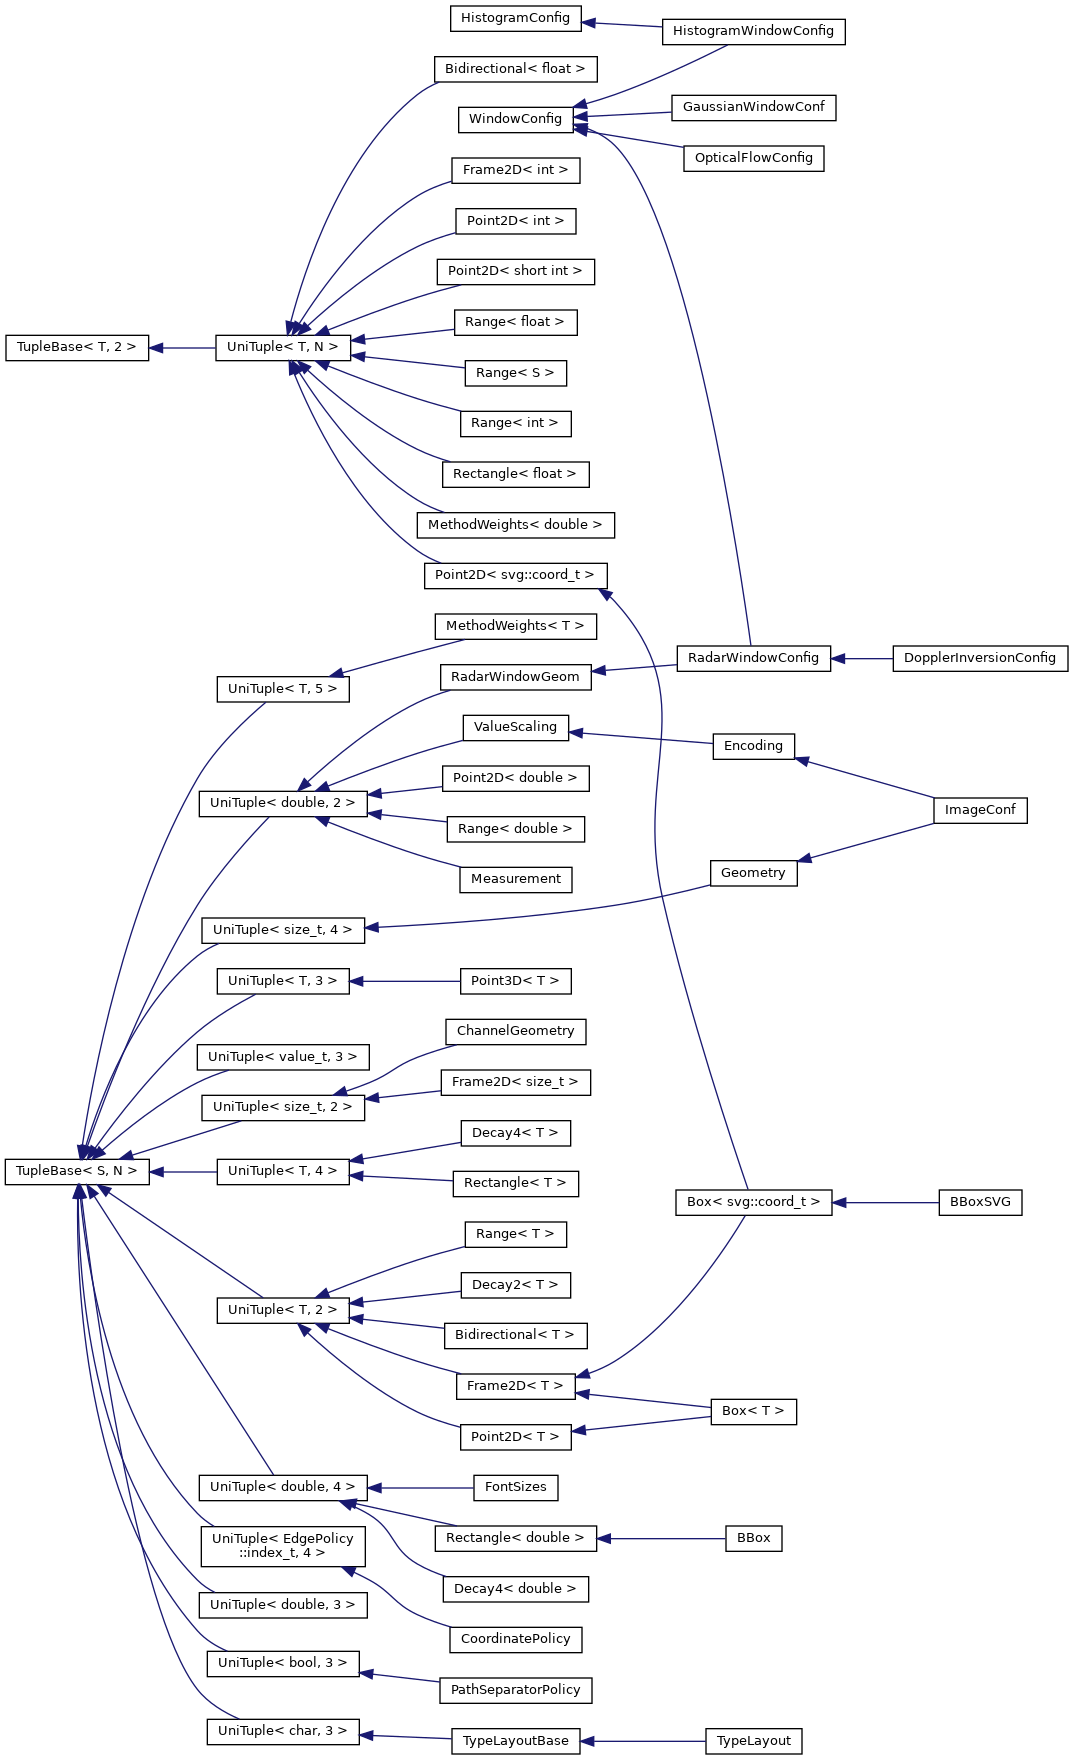 HistogramConfig
HistogramWindowConfig
Bidirectional< float >
WindowConfig
GaussianWindowConf
OpticalFlowConfig
Frame2D< int >
Point2D< int >
Point2D< short int >
Range< float >
TupleBase< T, 2 >
UniTuple< T, N >
Range< S >
Range< int >
Rectangle< float >
MethodWeights< double >
Point2D< svg::coord_t >
MethodWeights< T >
RadarWindowConfig
DopplerInversionConfig
RadarWindowGeom
UniTuple< T, 5 >
ValueScaling
Encoding
Point2D< double >
UniTuple< double, 2 >
ImageConf
Range< double >
Measurement
Geometry
UniTuple< size_t, 4 >
UniTuple< T, 3 >
Point3D< T >
ChannelGeometry
UniTuple< value_t, 3 >
Frame2D< size_t >
UniTuple< size_t, 2 >
Decay4< T >
TupleBase< S, N >
UniTuple< T, 4 >
Rectangle< T >
Box< svg::coord_t >
BBoxSVG
Range< T >
Decay2< T >
UniTuple< T, 2 >
Bidirectional< T >
Frame2D< T >
Box< T >
Point2D< T >
UniTuple< double, 4 >
FontSizes
Rectangle< double >
BBox
UniTuple< EdgePolicy
::index_t, 4 >
Decay4< double >
UniTuple< double, 3 >
CoordinatePolicy
UniTuple< bool, 3 >
PathSeparatorPolicy
UniTuple< char, 3 >
TypeLayoutBase
TypeLayout